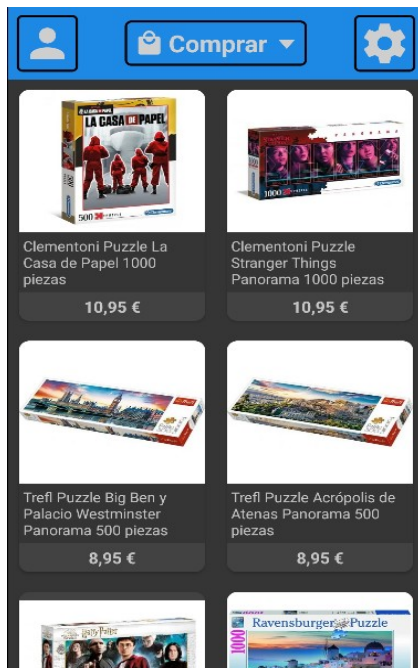 Comprar
LA CASA DE PAPEL
500
Clementoni Puzzle La
Casa de Papel 1000
piezas
10,95 €
1000
Clementoni Puzzle
Stranger Things
Panorama 1000 piezas
10,95 €
Trefl Puzzle Big Ben y
Palacio Westminster
Panorama 500 piezas
8,95 €
Trefl Puzzle Acrópolis de
Atenas Panorama 500
piezas
8,95 €
Harry Potter
Ravensburger Puzzle
1000